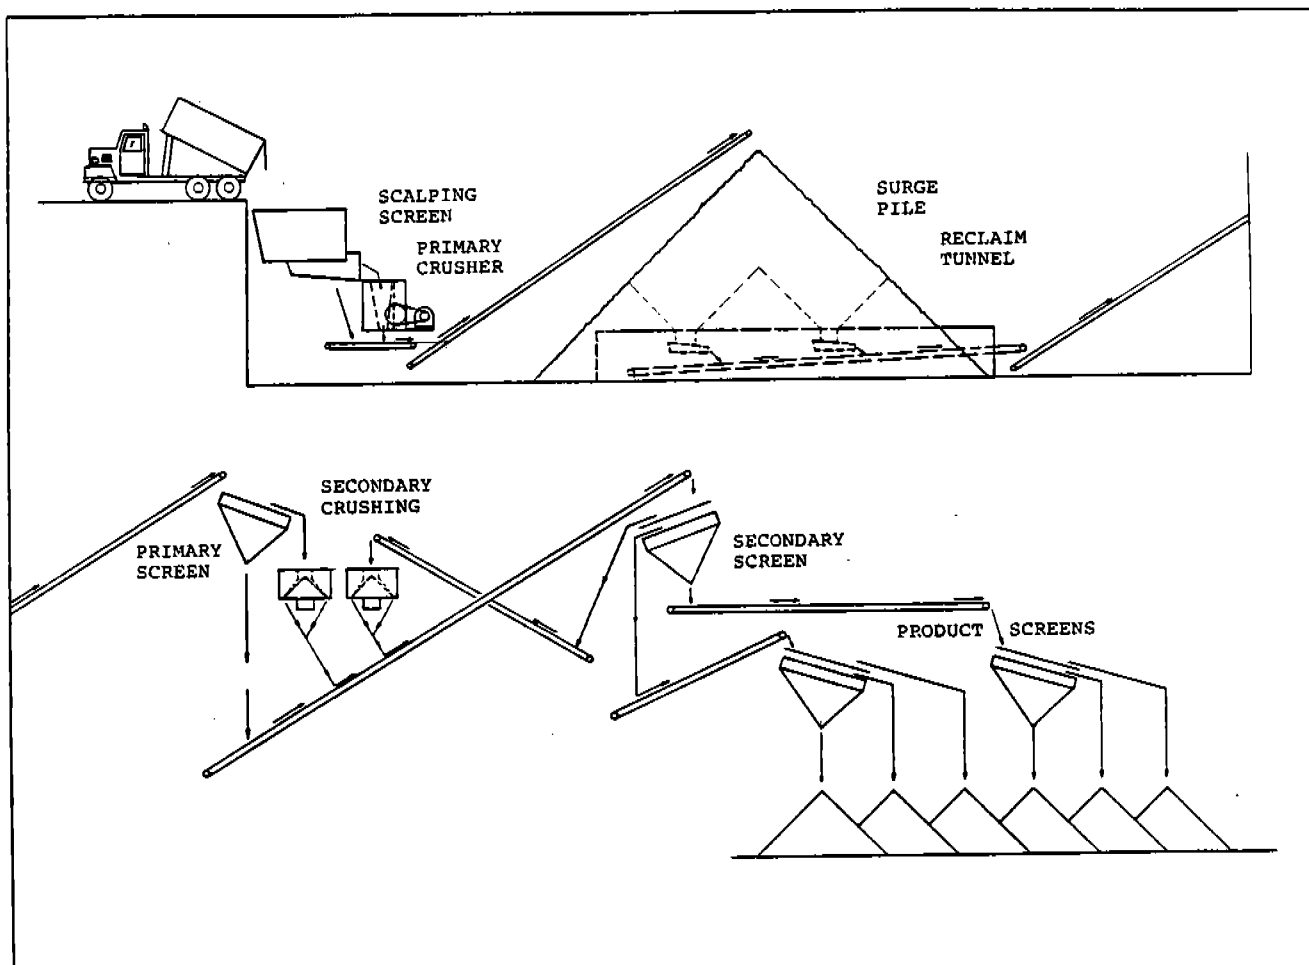 SCALPING
SCREEN
PRIMARY
CRUSHER
SURGE
PILE
RECLAIM
TUNNEL
SECONDARY
CRUSHING
PRIMARY
SCREEN
SECONDARY
SCREEN
PRODUCT SCREENS